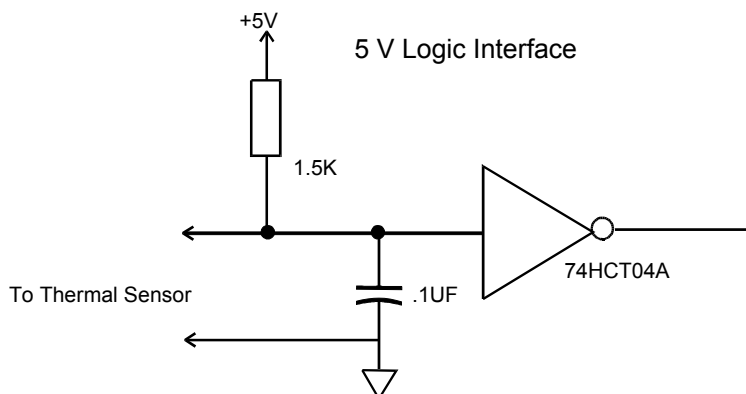 +5V
5 V Logic Interface
1.5K
74HCT04A
To Thermal Sensor
.1UF